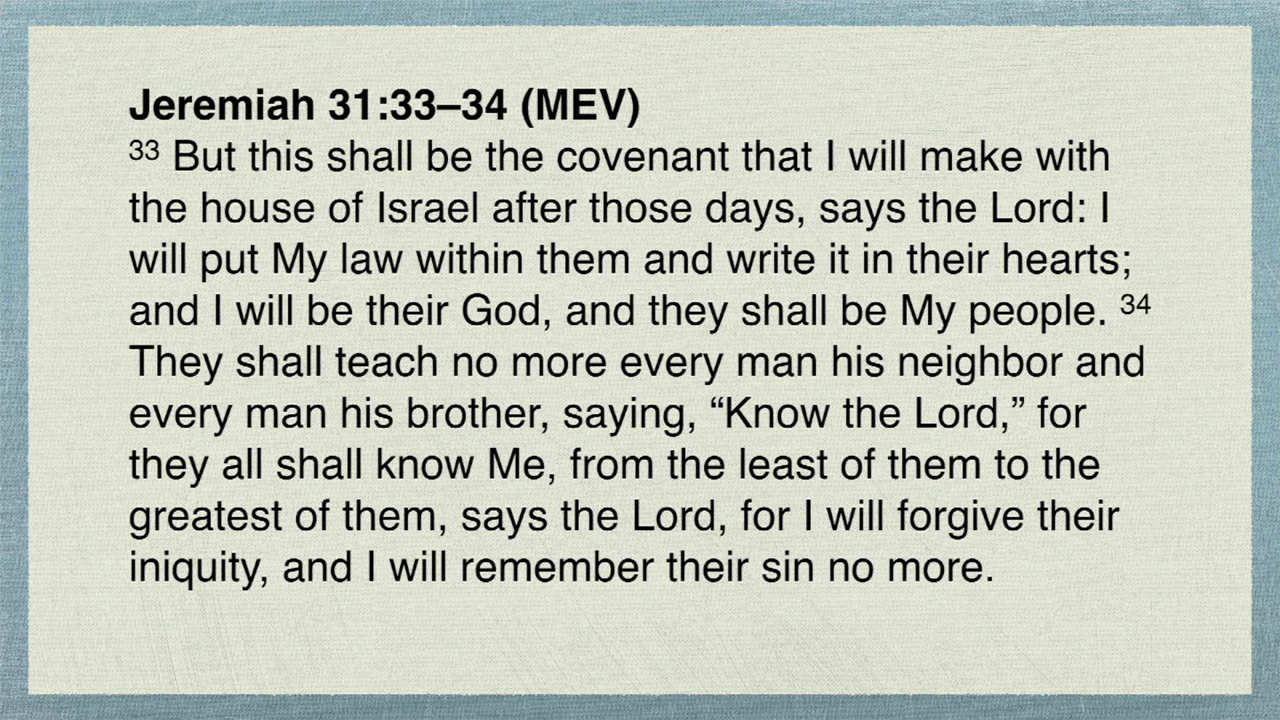 Jeremiah 31:33–34 (MEV)
33 But this shall be the covenant that I will make with
the house of Israel after those days, says the Lord: I
will put My law within them and write it in their hearts;
and I will be their God, and they shall be My people. 34
They shall teach no more every man his neighbor and
every man his brother, saying, “Know the Lord,” for
they all shall know Me, from the least of them to the
greatest of them, says the Lord, for I will forgive their
iniquity, and I will remember their sin no more.